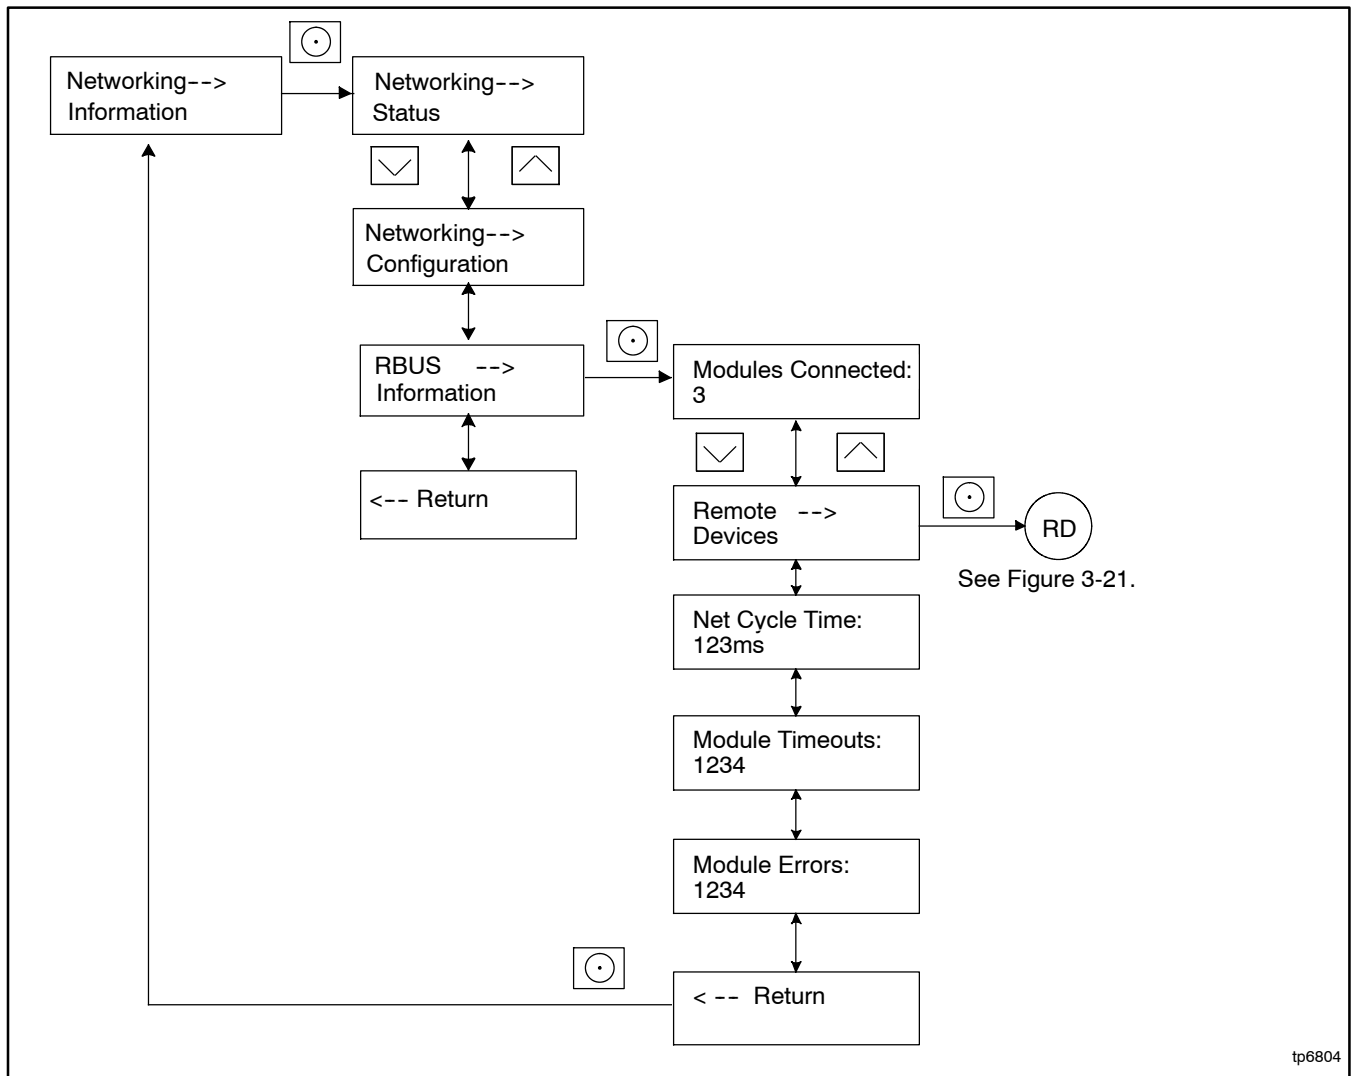 Networking-->
Information
Networking-->
Status
Networking-->
Configuration
RBUS -->
Information
<-- Return
Modules Connected:
3
Remote -->
Devices
RD
See Figure 3-21.
Net Cycle Time:
123ms
Module Timeouts:
1234
Module Errors:
1234
< -- Return
tp6804